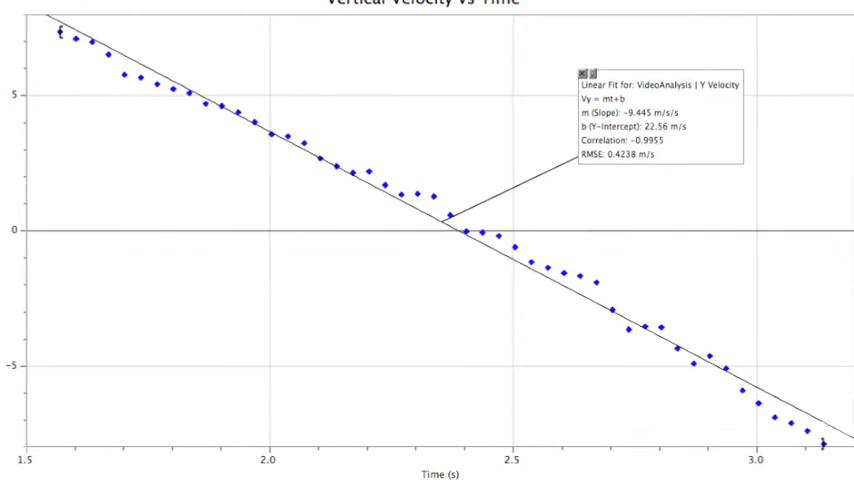 Vertical Velocity vs Time
Linear Fit for: VideoAnalysis | Y Velocity
Vy = mt+b
m (Slope): -9.445 m/s/s
b (Y-Intercept): 22.56 m/s
Correlation: -0.9955
RMSE: 0.4238 m/s
5
0
-5
1.5 2.0 2.5 3.0
Time (s)